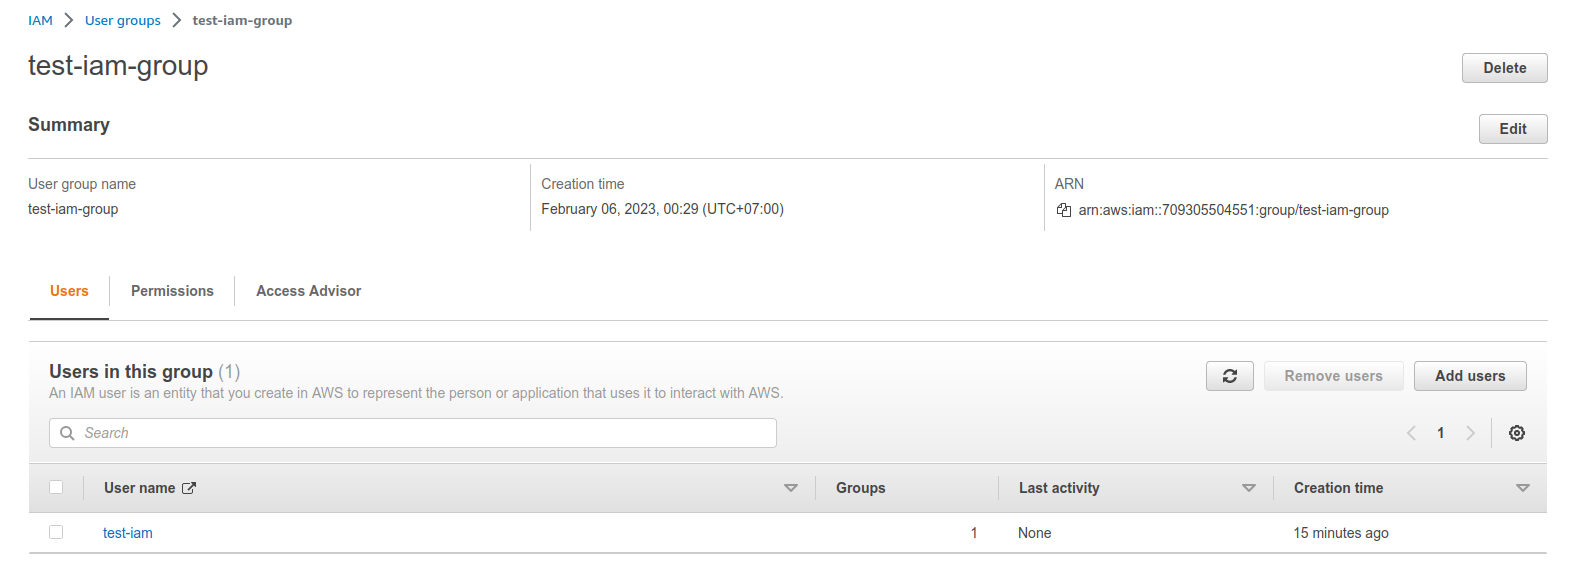 IAM User groups test-iam-group
test-iam-group
Delete
Summary
Edit
User group name
test-iam-group
Creation time
February 06, 2023, 00:29 (UTC+07:00)
ARN
arn:aws:iam::709305504551:group/test-iam-group
Users Permissions Access Advisor
Users in this group (1)
An IAM user is an entity that you create in AWS to represent the person or application that uses it to interact with AWS.
Remove users Add users
Search
1
User name Groups Last activity Creation time
test-iam 1 None 15 minutes ago